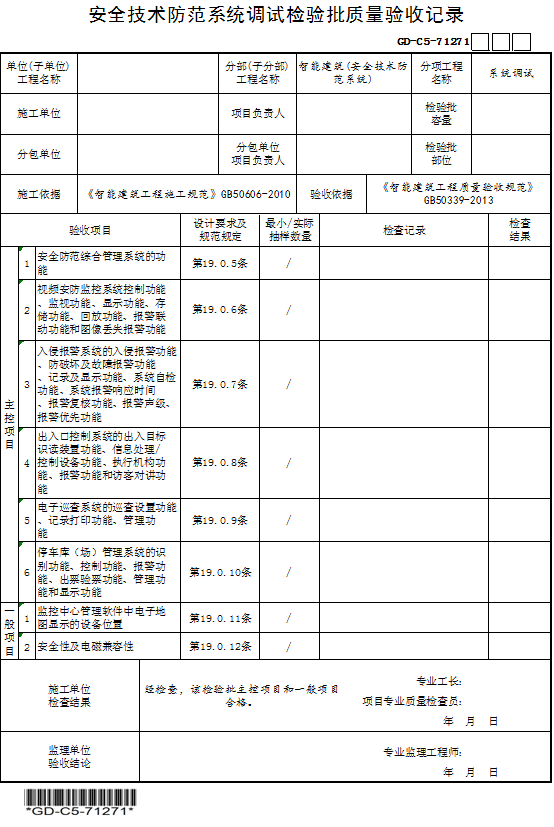 安全技术防范系统调试检验批质量验收记录
GD-C5-71271
单位(子单位)
工程名称
分部(子分部)
工程名称
智能建筑(安全技术防
范系统)
分项工程
名称
系统调试
施工单位
项目负责人
检验批
容量
分包单位
分包单位
项目负责人
检验批
部位
施工依据
《智能建筑工程施工规范》GB50606-2010
验收依据
《智能建筑工程质量验收规范》
GB50339-2013
验收项目
设计要求及
规范规定
最小/实际
抽样数量
检查记录
检查
结果
主控项目
1
安全防范综合管理系统的功
能
第19.0.5条
/
2
视频安防监控系统控制功能
、监视功能、显示功能、存
储功能、回放功能、报警联
动功能和图像丢失报警功能
第19.0.6条
/
3
入侵报警系统的入侵报警功能
、防破坏及故障报警功能
、记录及显示功能、系统自检
功能、系统报警响应时间
、报警复核功能、报警声级、
报警优先功能
第19.0.7条
/
4
出入口控制系统的出入目标
识读装置功能、信息处理/
控制设备功能、执行机构功
能、报警功能和访客对讲功
能
第19.0.8条
/
5
电子巡查系统的巡查设置功能
、记录打印功能、管理功
能
第19.0.9条
/
6
停车库（场）管理系统的识
别功能、控制功能、报警功
能、出票验票功能、管理功
能和显示功能
第19.0.10条
/
一般项目
1
监控中心管理软件中电子地
图显示的设备位置
第19.0.11条
/
2
安全性及电磁兼容性
第19.0.12条
/
施工单位
检查结果
经检查，该检验批主控项目和一般项目
合格。
专业工长：
项目专业质量检查员：
年 月 日
监理单位
验收结论
专业监理工程师：
年 月 日
*GD-C5-71271*